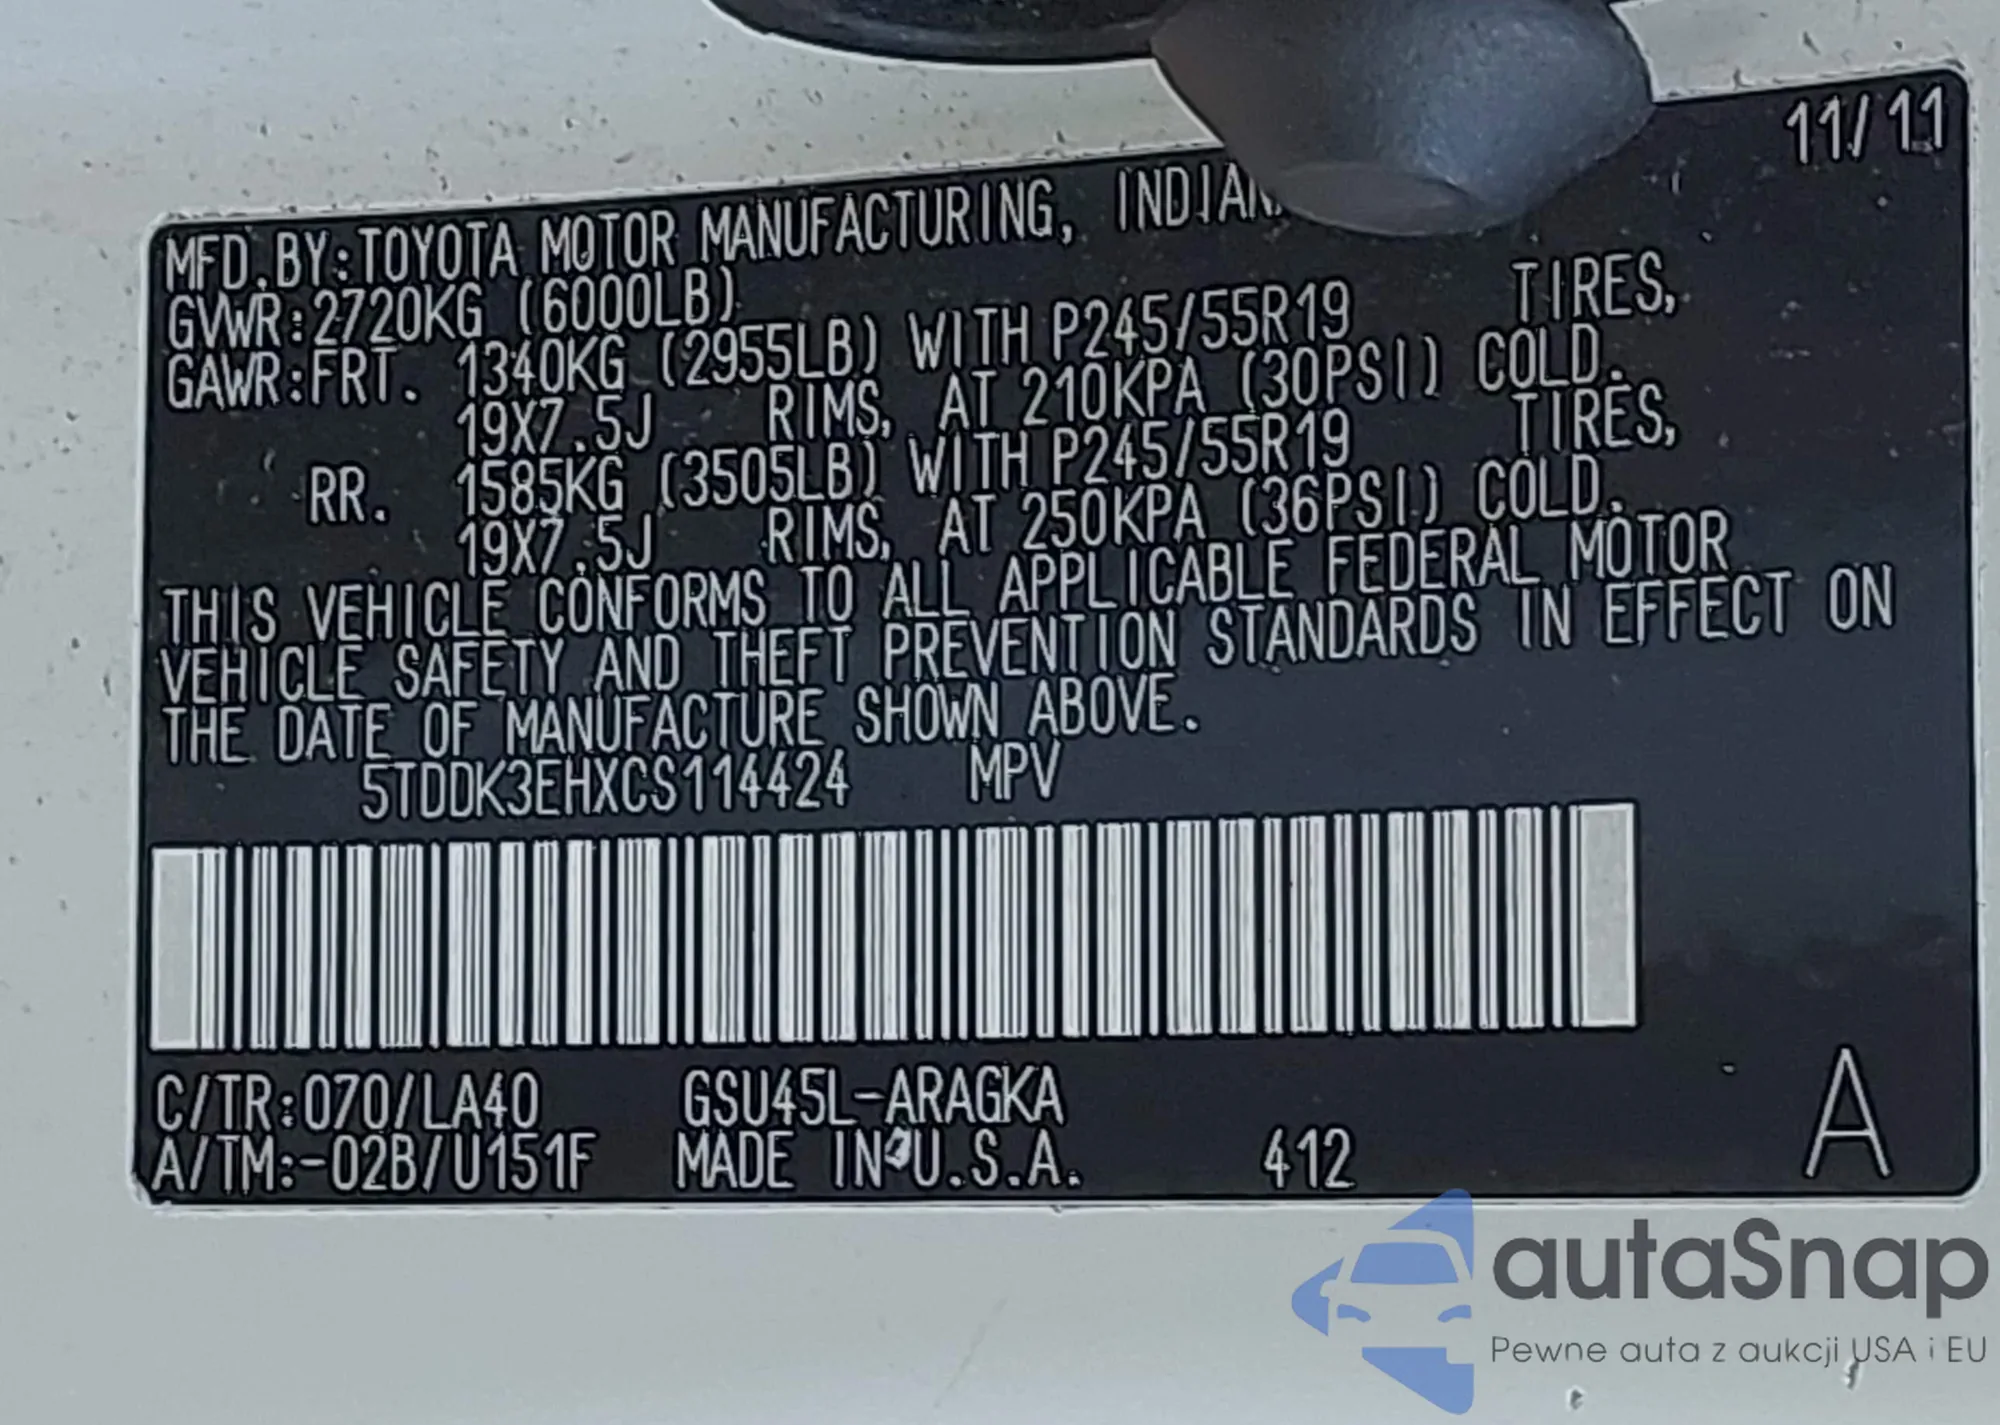 11/11
MFD.BY:TOYOTA MOTOR MANUFACTURING,
GVWR:2720KG (6000LB)
GAWR:FRT. 1340KG (2955LB) WITH P245/55R19 TIRES,
19X7.5J RIMS, AT 210KPA (30PSI) COLD.
RR. 1585KG (3505LB) WITH P245/55R19 TIRES,
19X7.5J RIMS, AT 250KPA (36PSI) COLD.
THIS VEHICLE CONFORMS TO ALL APPLICABLE FEDERAL MOTOR
VEHICLE SAFETY AND THEFT PREVENTION STANDARDS IN EFFECT ON
THE DATE OF MANUFACTURE SHOWN ABOVE.
5TDDK3EHXCS114424 MPV
C/TR:070/LA40 GSU45L-ARAGKA
A/TM:-02B/U151F MADE IN U.S.A. 412 A
autaSnap
Pewne auta z aukcji USA i EU